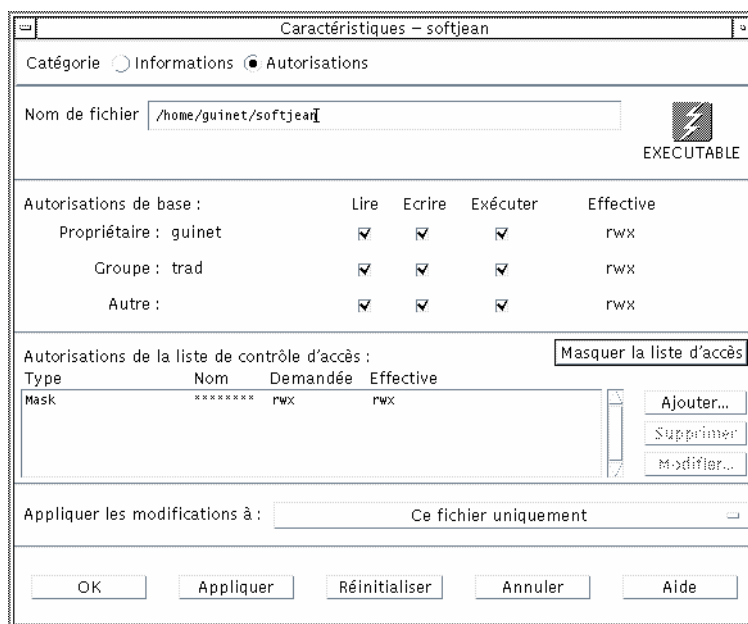 Caractéristiques – softjean
Catégorie Informations Autorisations
Nom de fichier /home/guinet/softjean
EXECUTABLE
Autorisations de base : Lire Ecrire Exécuter Effective
Propriétaire : guinet rwx
Groupe : trad rwx
Autre : rwx
Masquer la liste d'accès
Autorisations de la liste de contrôle d'accès :
Type Nom Demandée Effective
Mask ******** rwx rwx
Ajouter...
Supprimer
Modifier...
Appliquer les modifications à : Ce fichier uniquement
OK Appliquer Réinitialiser Annuler Aide